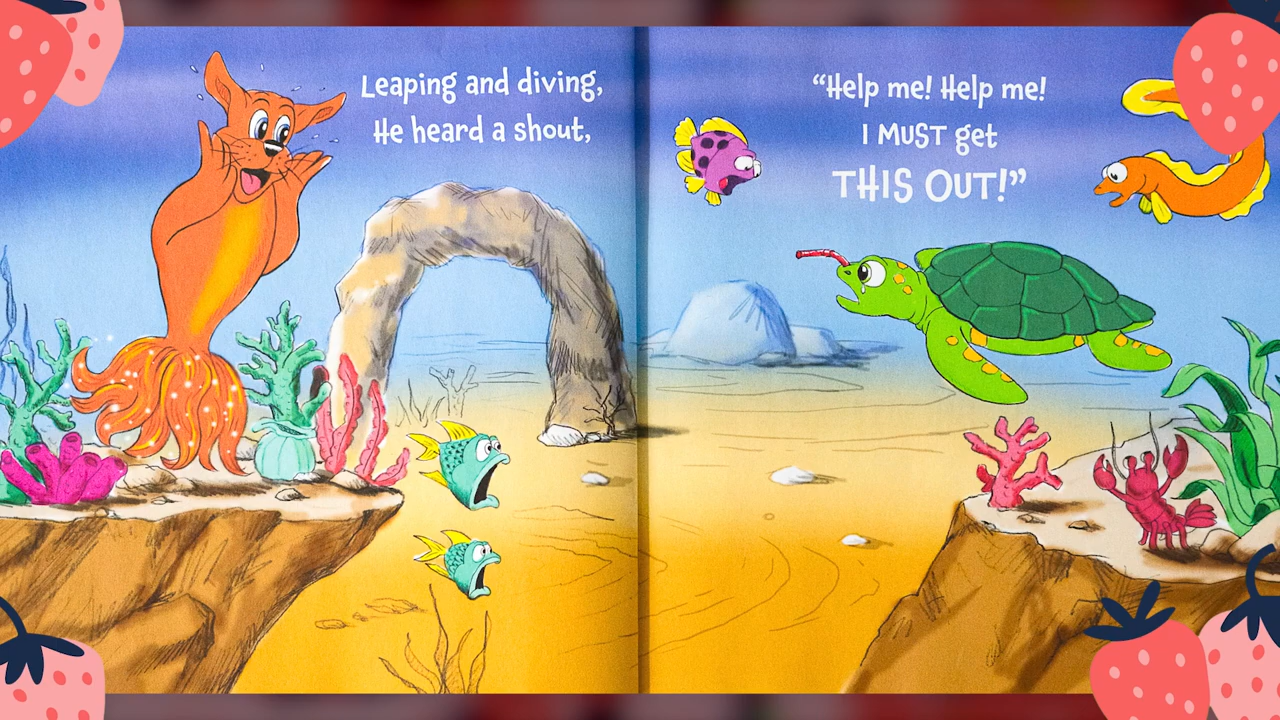 Leaping and diving,
He heard a shout,
“Help me! Help me!
I MUST get
THIS OUT!”